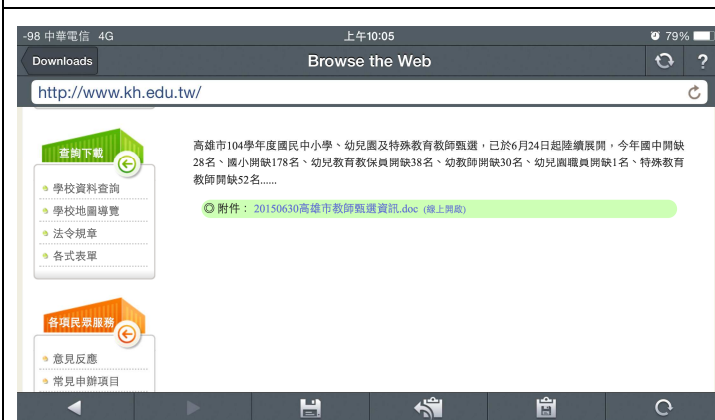 -98 中華電信 4G 上午10:05 79%
Downloads Browse the Web ?
http://www.kh.edu.tw/
查詢下載
學校資料查詢
學校地圖導覽
法令規章
各式表單
高雄市104學年度國民中小學、幼兒園及特殊教育教師甄選，已於6月24日起陸續展開，今年國中開缺
28名、國小開缺178名、幼兒教育教保員開缺38名、幼教師開缺30名、幼兒園職員開缺1名、特殊教育
教師開缺52名......
◎ 附件： 20150630高雄市教師甄選資訊.doc (線上開啟)
各項民眾服務
意見反應
常見申辦項目